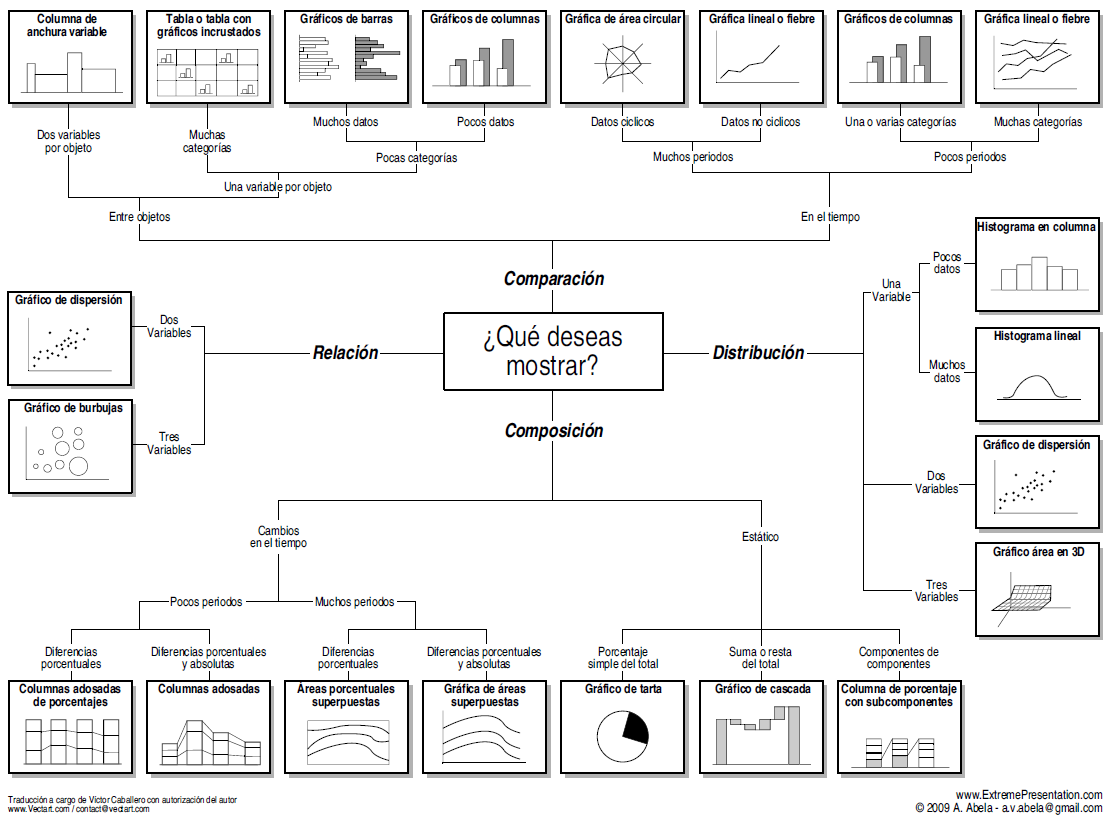 Columna de
anchura variable
Tabla o tabla con
gráficos incrustados
Gráficos de barras
Gráficos de columnas
Gráfica de área circular
Gráfica lineal o fiebre
Gráficos de columnas
Gráfica lineal o fiebre
Dos variables
por objeto
Muchas
categorías
Muchos datos
Pocos datos
Datos ciclicos
Datos no ciclicos
Una o varias categorías
Muchas categorías
Pocas categorías
Muchos periodos
Pocos periodos
Una variable por objeto
Entre objetos
En el tiempo
Comparación
Histograma en columna
Pocos
datos
Una
Variable
Gráfico de dispersión
Dos
Variables
Relación
¿Qué deseas
mostrar?
Distribución
Histograma lineal
Muchos
datos
Gráfico de burbujas
Tres
Variables
Composición
Gráfico de dispersión
Dos
Variables
Cambios
en el tiempo
Estático
Gráfico área en 3D
Tres
Variables
Pocos periodos
Muchos periodos
Diferencias
porcentuales
Diferencias porcentuales
y absolutas
Diferencias
porcentuales
Diferencias porcentuales
y absolutas
Porcentaje
simple del total
Suma o resta
del total
Componentes de
componentes
Columnas adosadas
de porcentajes
Columnas adosadas
Áreas porcentuales
superpuestas
Gráfica de áreas
superpuestas
Gráfico de tarta
Gráfico de cascada
Columna de porcentaje
con subcomponentes
Traducción a cargo de Víctor Caballero con autorización del autor
www.Vectart.com / contact@vectart.com
www.ExtremePresentation.com
© 2009 A. Abela - a.v.abela@gmail.com